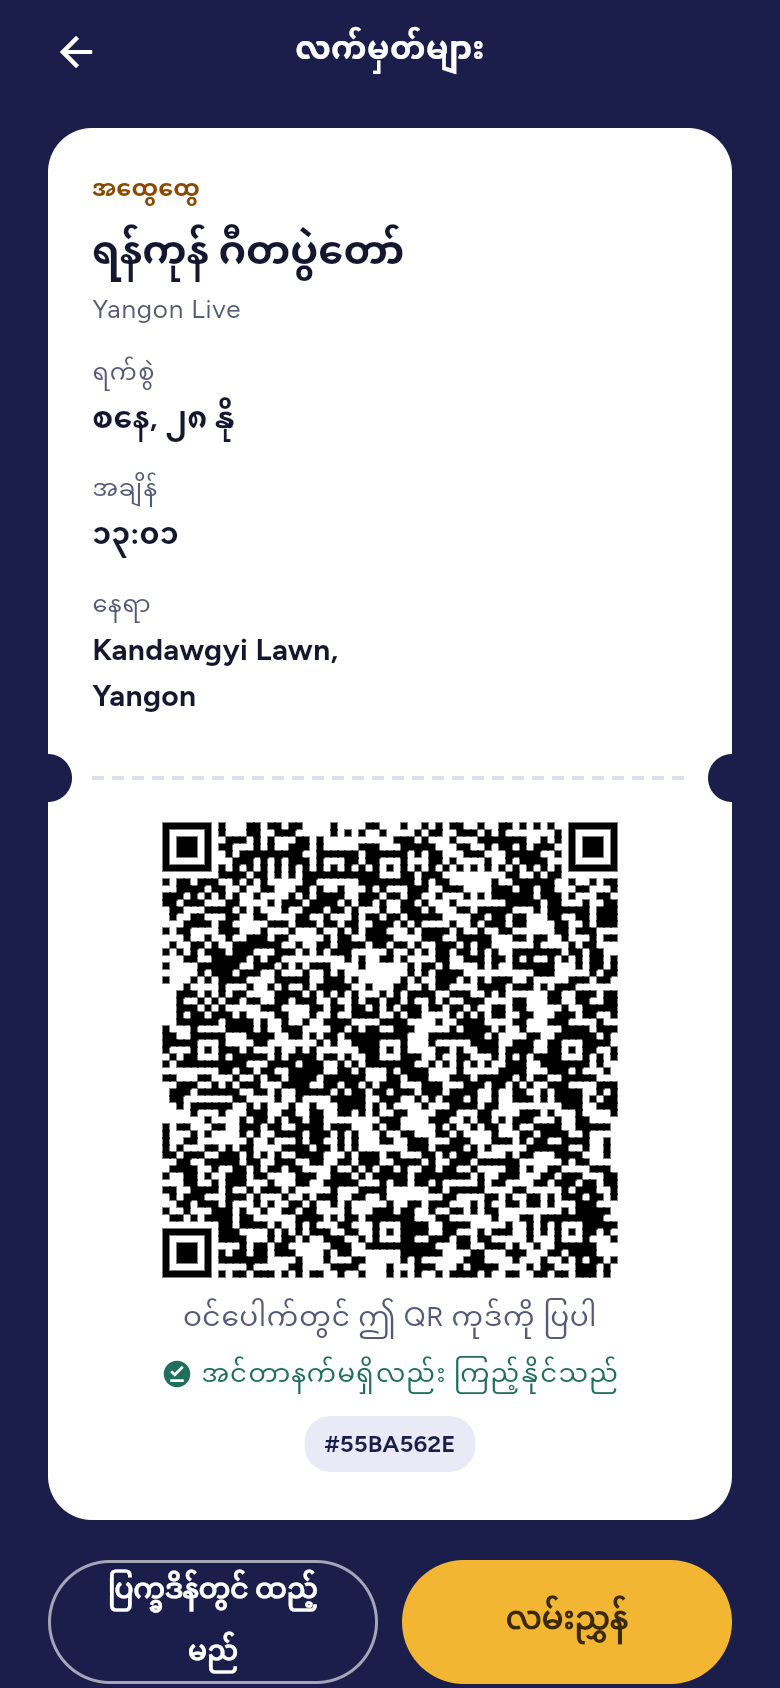 လက်မှတ်များ
အထွေထွေ
ရန်ကုန် ဂီတပွဲတော်
Yangon Live
ရက်စွဲ
စနေ, ၂၈ နို
အချိန်
၁၃:၀၁
နေရာ
Kandawgyi Lawn,
Yangon
ဝင်ပေါက်တွင် ဤ QR ကုဒ်ကို ပြပါ
အင်တာနက်မရှိလည်း ကြည့်နိုင်သည်
#55BA562E
ပြက္ခဒိန်တွင် ထည့်
မည်
လမ်းညွှန်